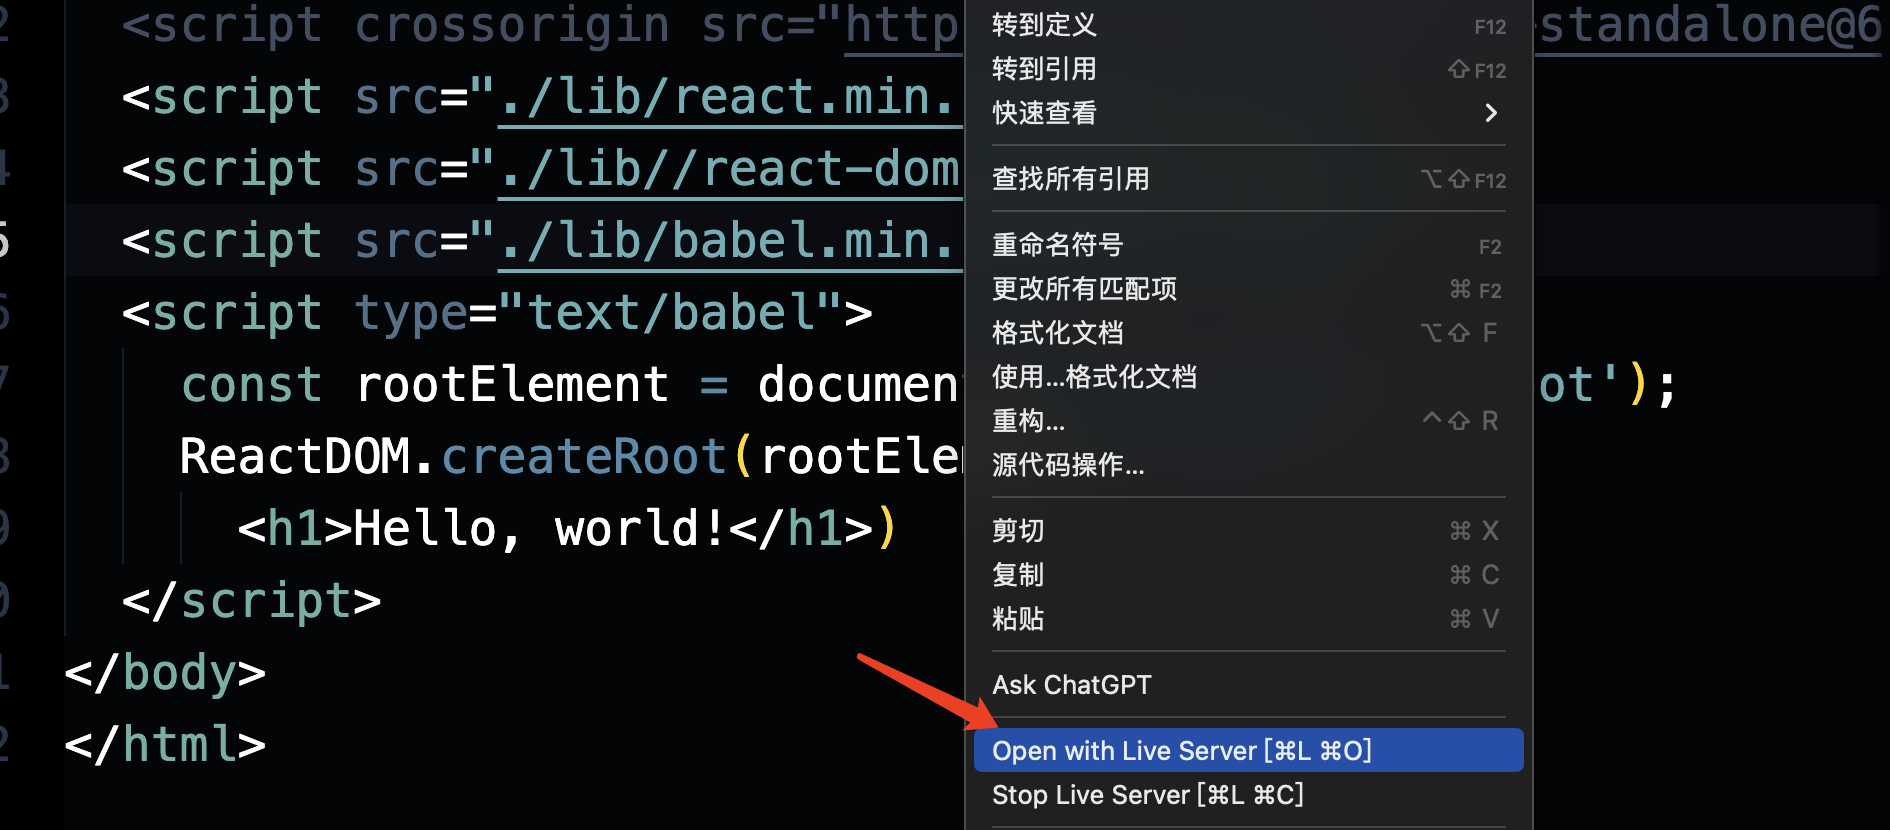 <script crossorigin src="http
standalone@6
<script src="./lib/react.min.
<script src="./lib//react-dom
<script src="./lib/babel.min.
<script type="text/babel">
const rootElement = documen
ot');
ReactDOM.createRoot(rootEle
<h1>Hello, world!</h1>)
</script>
</body>
</html>
转到定义 F12
转到引用 ⇧F12
快速查看 >
查找所有引用 ⌥⇧F12
重命名符号 F2
更改所有匹配项 ⌘F2
格式化文档 ⌥⇧ F
使用...格式化文档
重构... ^⇧ R
源代码操作...
剪切 ⌘ X
复制 ⌘ C
粘贴 ⌘ V
Ask ChatGPT
Open with Live Server [⌘L ⌘O]
Stop Live Server [⌘L ⌘C]